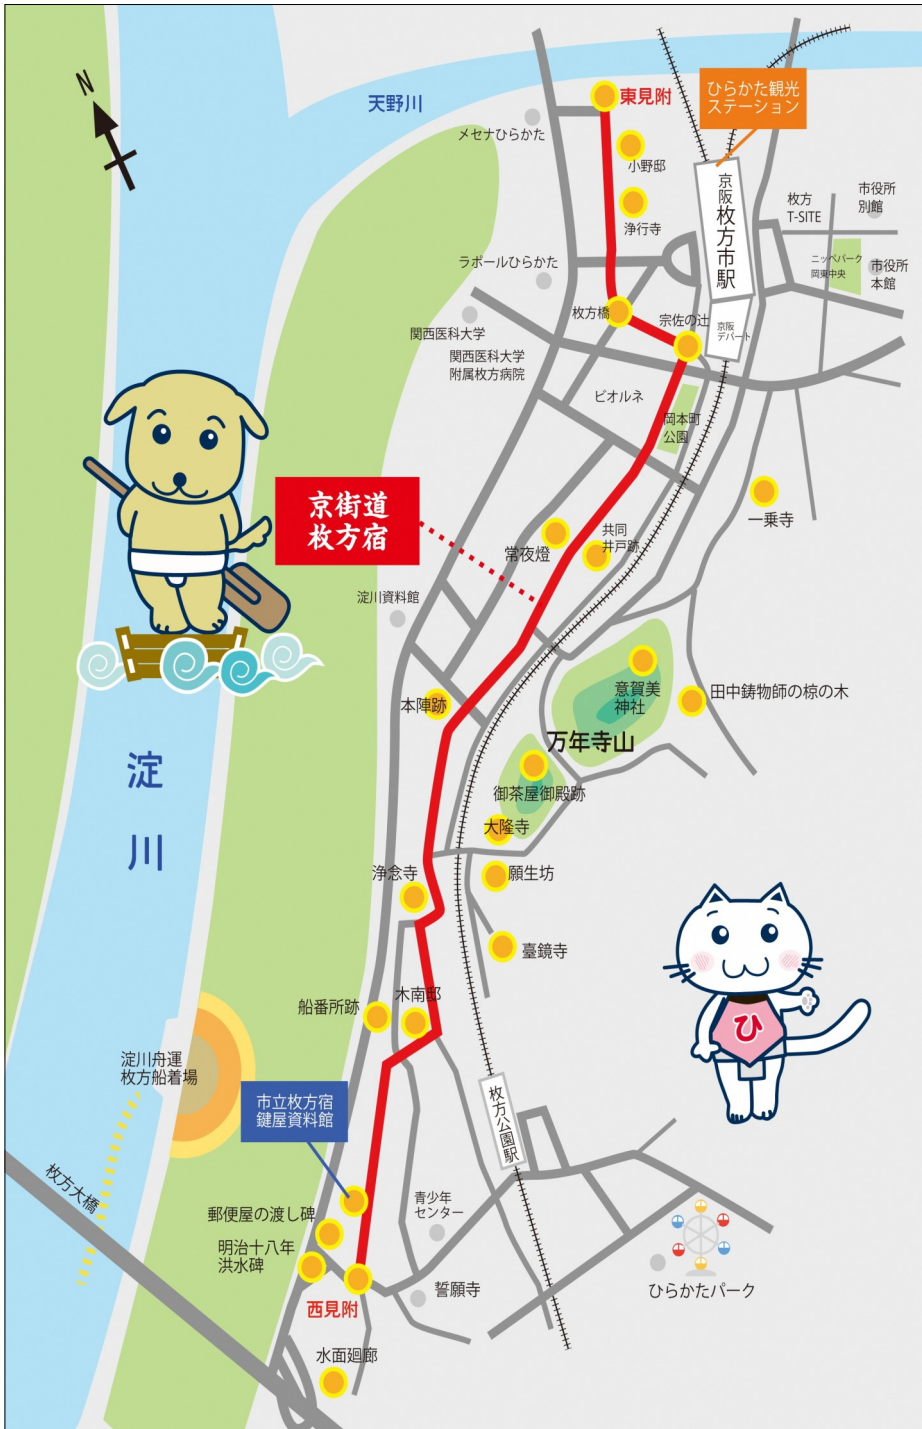 N
天野川
東見附
ひらかた観光
ステーション
メセナひらかた
小野邸
浄行寺
京阪
枚方市駅
枚方
T-SITE
市役所
別館
ラポールひらかた
ニッペパーク
岡東中央
市役所
本館
枚方橋
宗佐の辻
京阪
デパート
関西医科大学
関西医科大学
附属枚方病院
ビオルネ
岡本町
公園
京街道
枚方宿
一乗寺
常夜燈
共同
井戸跡
淀川資料館
意賀美
神社
田中鋳物師の椋の木
本陣跡
万年寺山
淀川
御茶屋御殿跡
大隆寺
浄念寺
願生坊
臺鏡寺
船番所跡
木南邸
ひ
淀川舟運
枚方船着場
市立枚方宿
鍵屋資料館
枚方公園駅
枚方大橋
郵便屋の渡し碑
青少年
センター
明治十八年
洪水碑
西見附
誓願寺
ひらかたパーク
水面廻廊